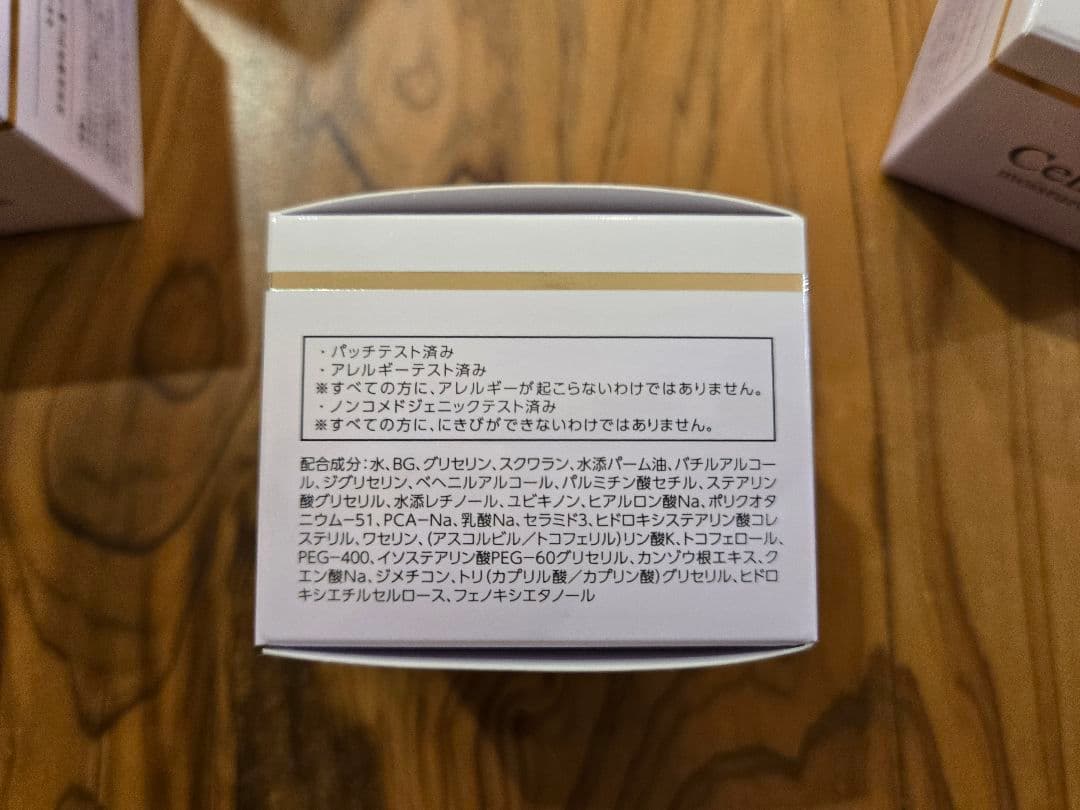 ・パッチテスト済み
・アレルギーテスト済み
※すべての方に、アレルギーが起こらないわけではありません。
・ノンコメドジェニックテスト済み
※すべての方に、にきびができないわけではありません。
配合成分：水、BG、グリセリン、スクワラン、水添パーム油、バチルアルコー
ル、ジグリセリン、ベヘニルアルコール、パルミチン酸セチル、ステアリン
酸グリセリル、水添レチノール、ユビキノン、ヒアルロン酸Na、ポリクオタ
ニウム−51、PCA−Na、乳酸Na、セラミド3、ヒドロキシステアリン酸コレ
ステリル、ワセリン、（アスコルビル／トコフェリル）リン酸K、トコフェロール、
PEG−400、イソステアリン酸PEG−60グリセリル、カンゾウ根エキス、ク
エン酸Na、ジメチコン、トリ（カプリル酸／カプリン酸）グリセリル、ヒドロ
キシエチルセルロース、フェノキシエタノール